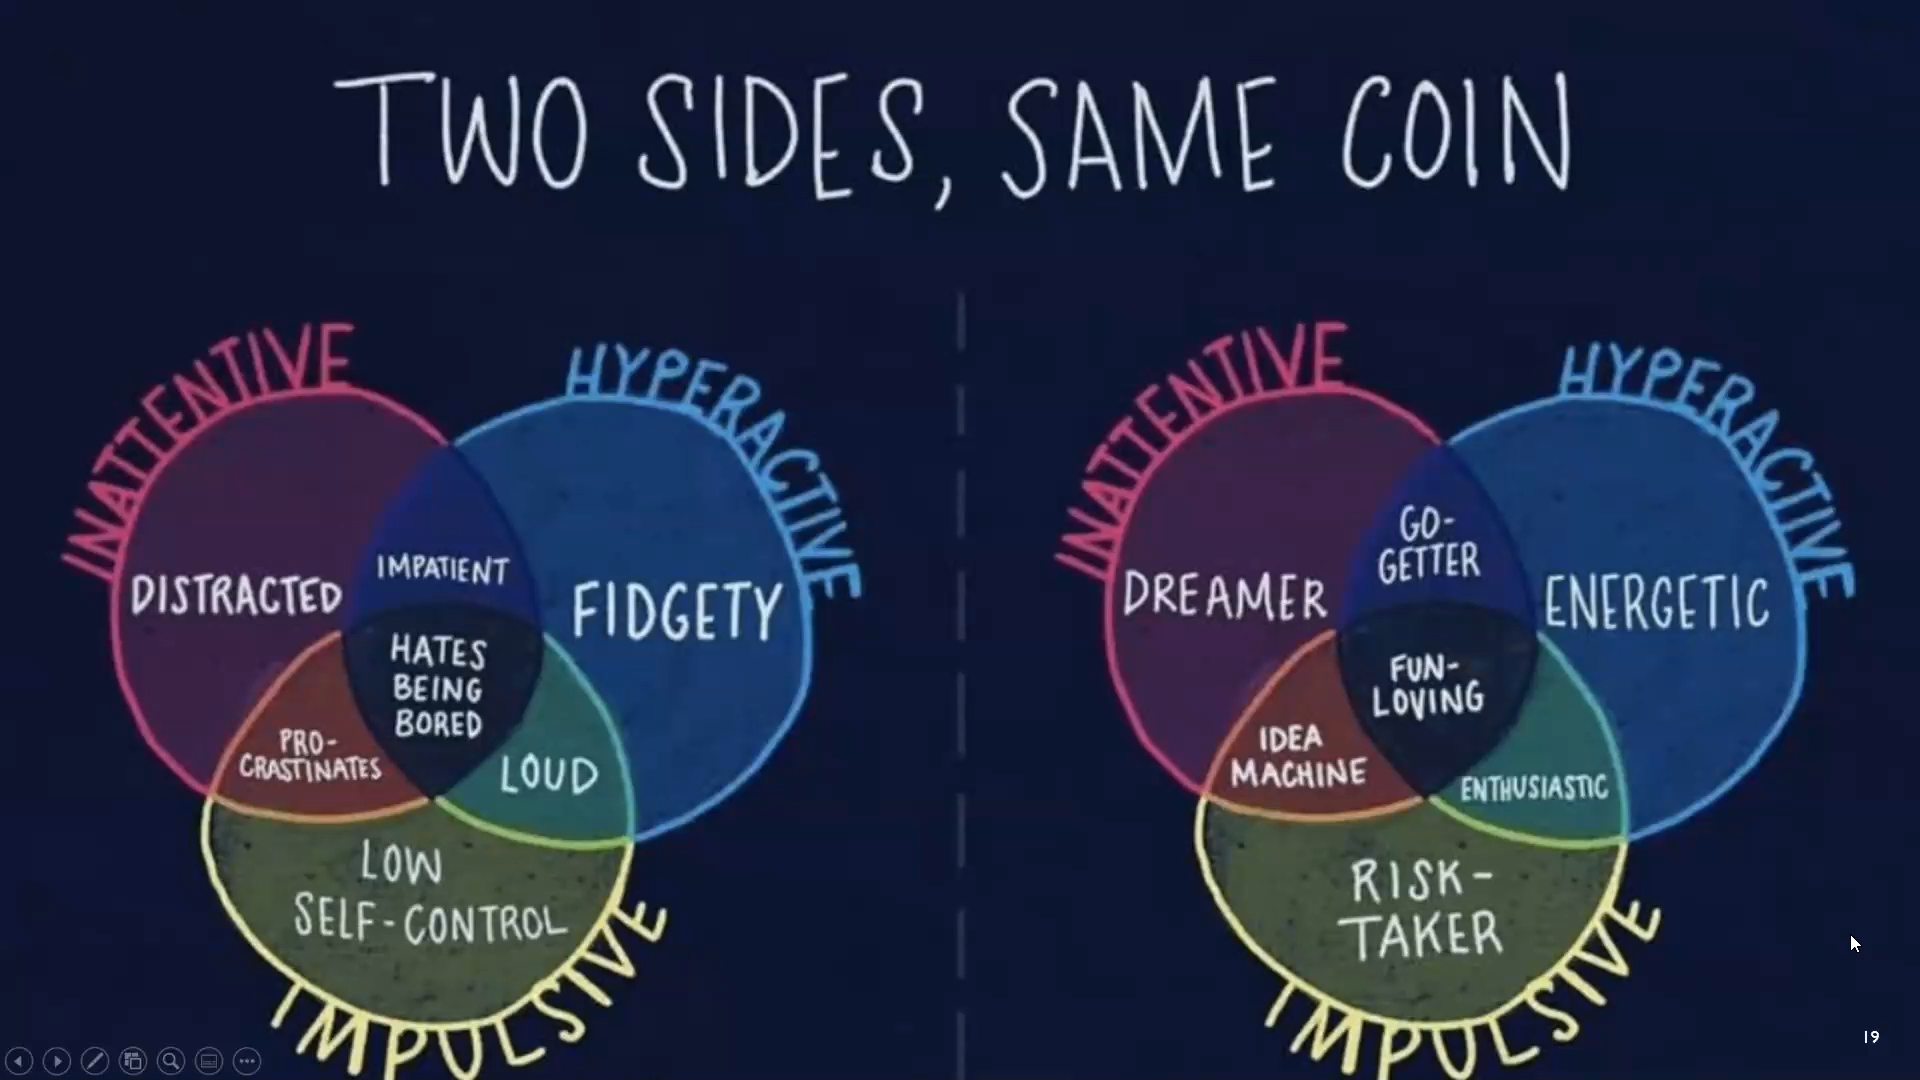 TWO SIDES, SAME COIN
INATTENTIVE
HYPERACTIVE
DISTRACTED
IMPATIENT
FIDGETY
HATES
BEING
BORED
PRO-
CRASTINATES
LOUD
LOW
SELF-CONTROL
IMPULSIVE
INATTENTIVE
HYPERACTIVE
DREAMER
GO-
GETTER
ENERGETIC
FUN-
LOVING
IDEA
MACHINE
ENTHUSIASTIC
RISK-
TAKER
IMPULSIVE
19